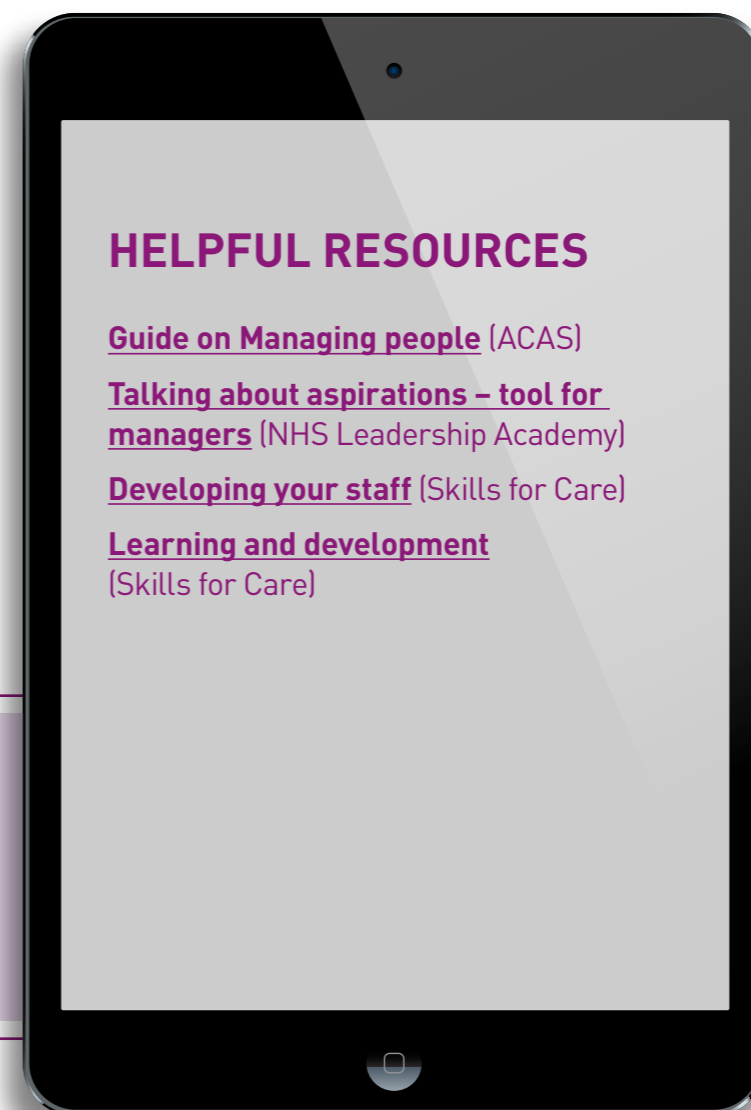 HELPFUL RESOURCES
Guide on Managing people (ACAS)
Talking about aspirations – tool for
managers (NHS Leadership Academy)
Developing your staff (Skills for Care)
Learning and development
(Skills for Care)